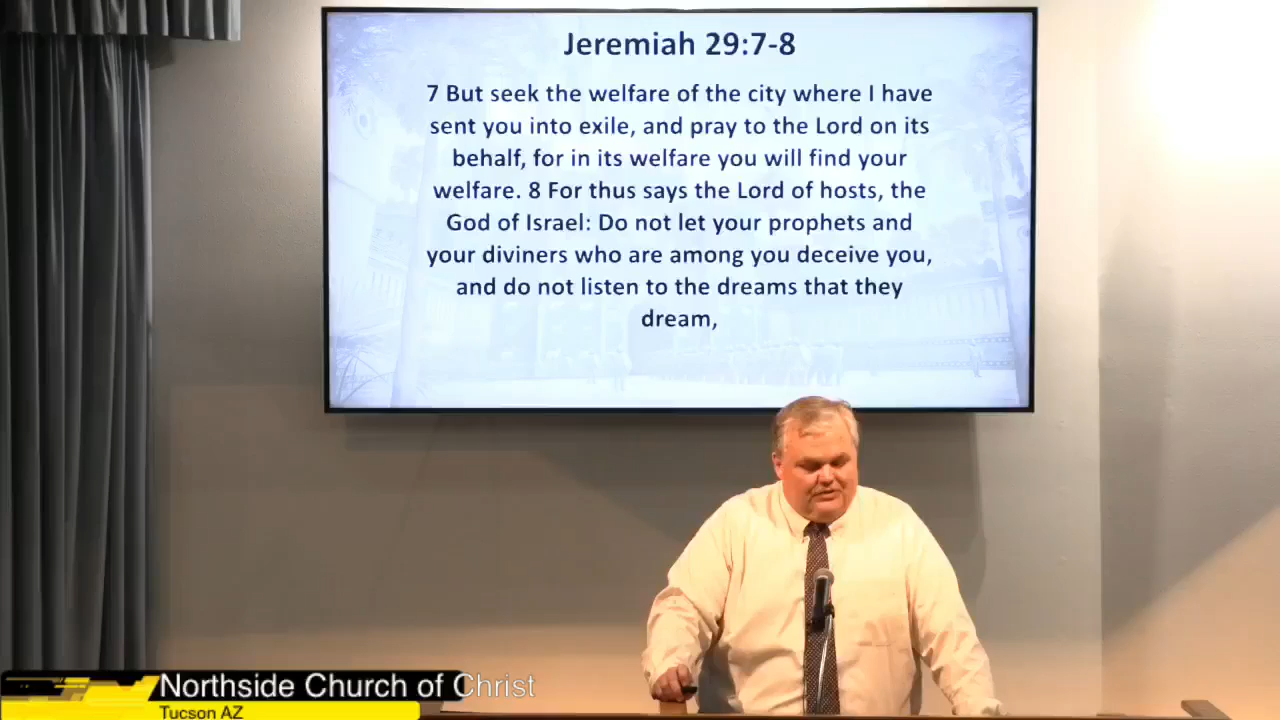 Jeremiah 29:7-8
7 But seek the welfare of the city where I have
sent you into exile, and pray to the Lord on its
behalf, for in its welfare you will find your
welfare. 8 For thus says the Lord of hosts, the
God of Israel: Do not let your prophets and
your diviners who are among you deceive you,
and do not listen to the dreams that they
dream,
Northside Church of Christ
Tucson AZ